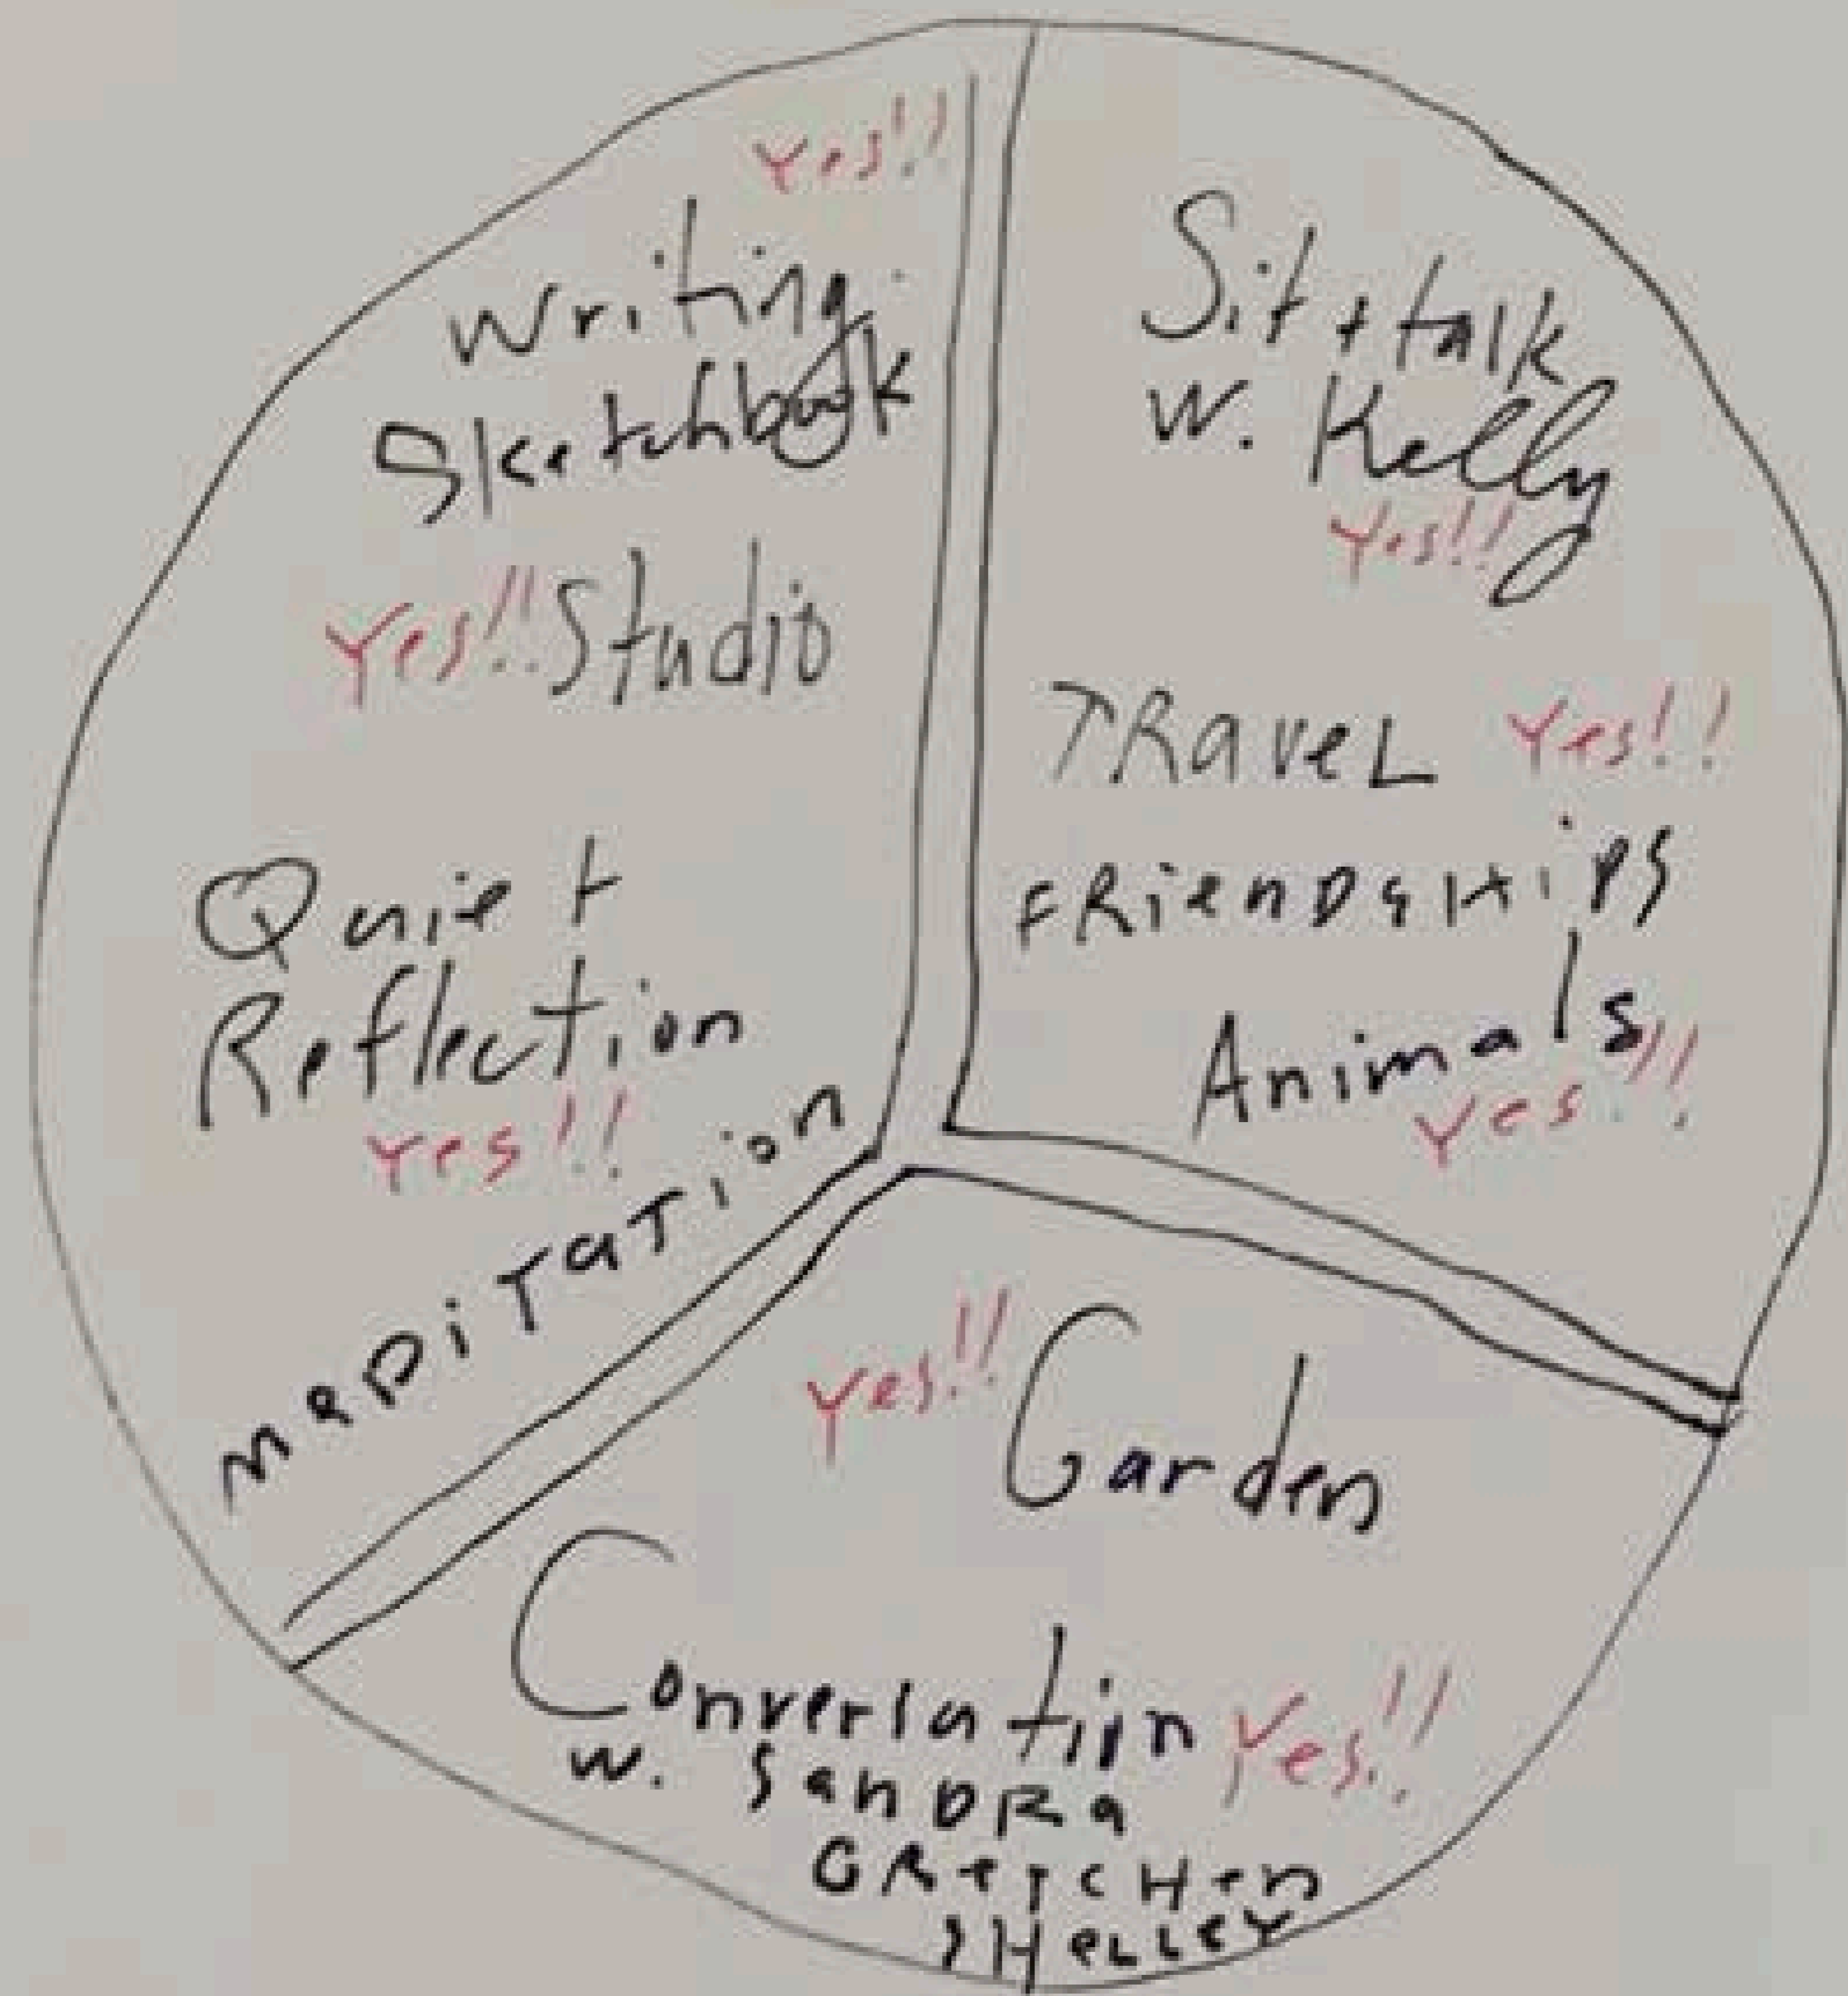 Yes!!
Writing
Sketchbook
Yes!! Studio
Quiet
Reflection
Yes!!
MeDiTaTion
Sit + talk
w. Kelly
Yes!!
TRaveL Yes!!
FRienDsHips
Animals
Yes!!
Yes!! Garden
Conversation Yes!!
w. SanDRa
GReTCHen
SHeLLeY